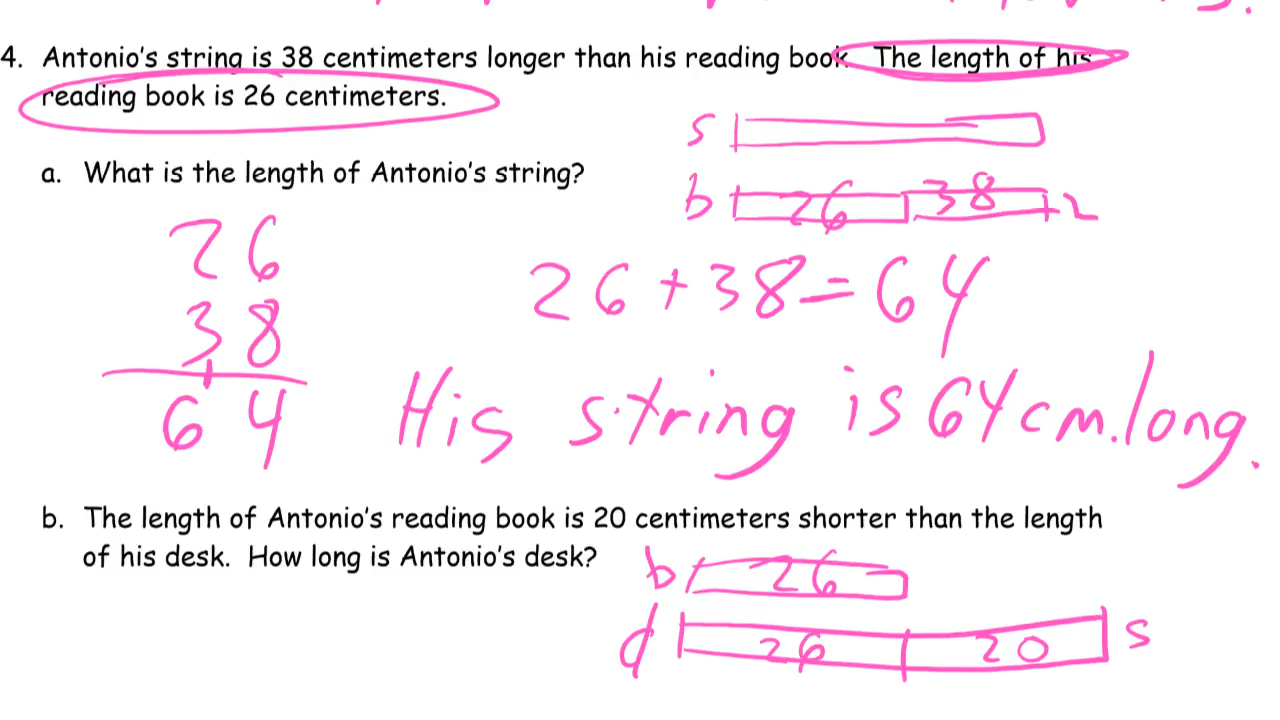 4. Antonio's string is 38 centimeters longer than his reading book. The length of his
reading book is 26 centimeters.
s
a. What is the length of Antonio's string?
b 26 38 L
26
26 + 38 = 64
38
64
His string is 64 cm. long.
b. The length of Antonio's reading book is 20 centimeters shorter than the length
of his desk. How long is Antonio's desk?
b 26
d 26 20 s